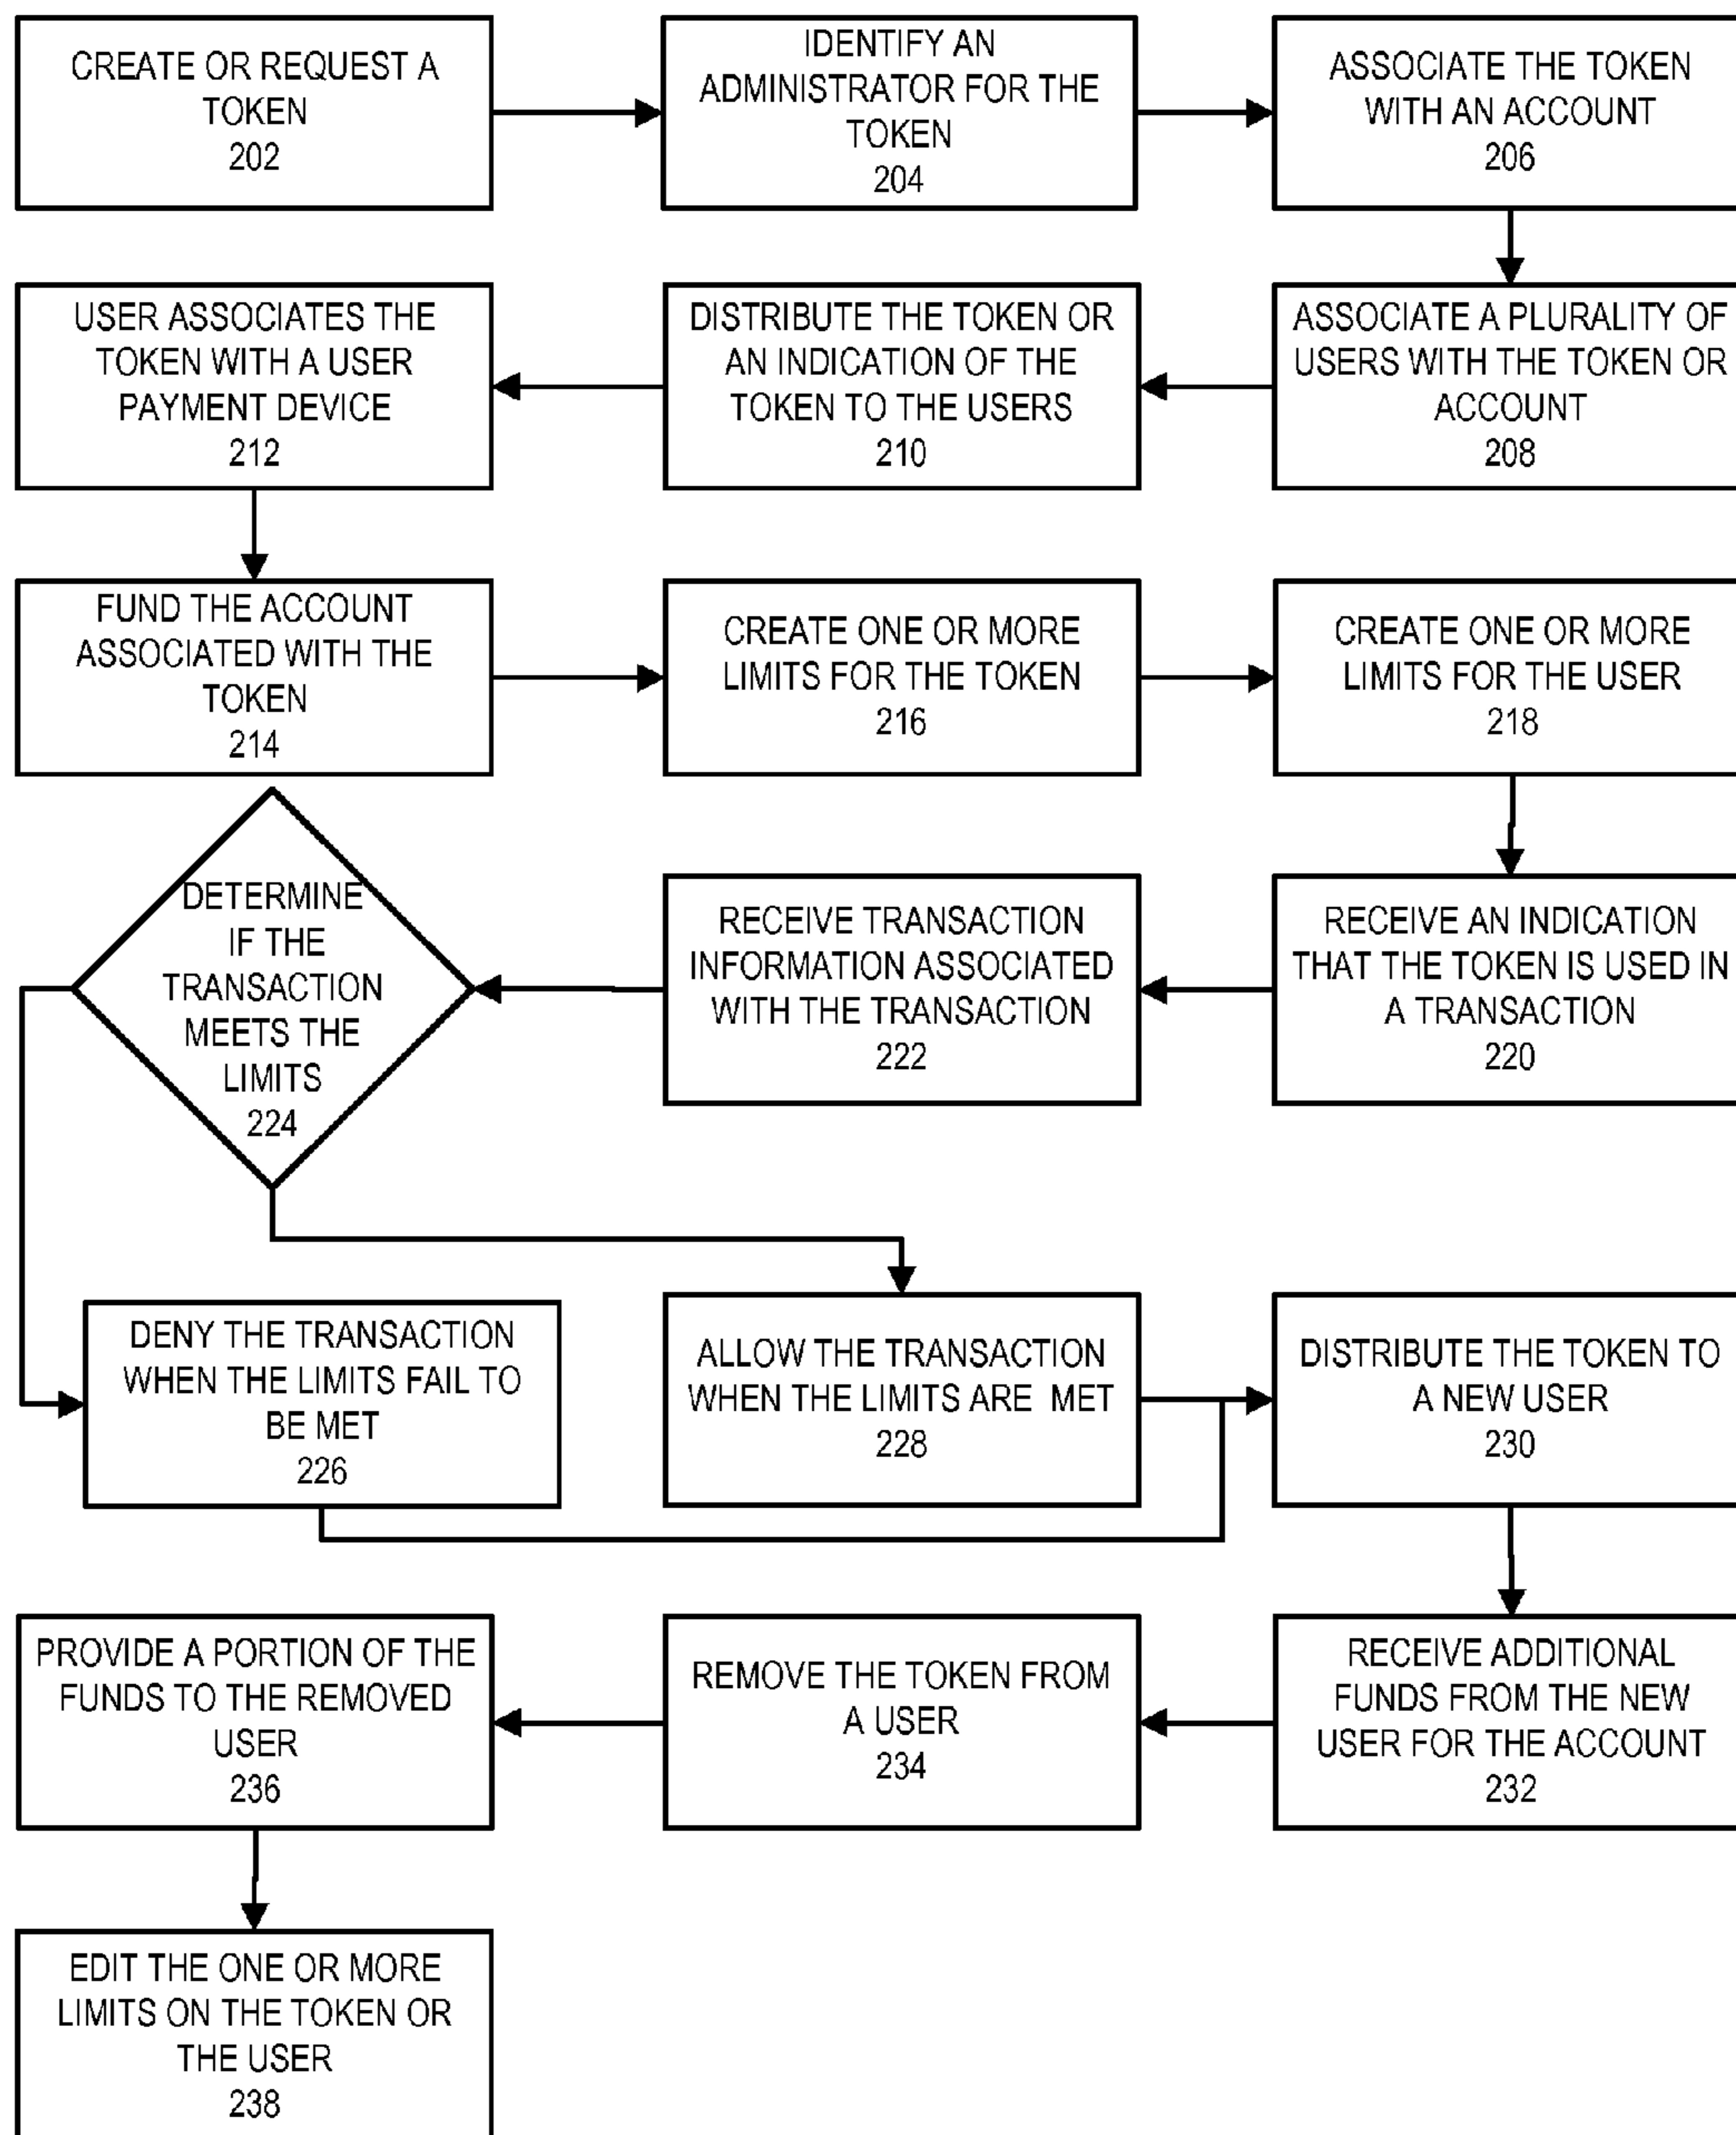 CREATE OR REQUEST A
TOKEN
202
IDENTIFY AN
ADMINISTRATOR FOR THE
TOKEN
204
ASSOCIATE THE TOKEN
WITH AN ACCOUNT
206
ASSOCIATE A PLURALITY OF
USERS WITH THE TOKEN OR
ACCOUNT
208
DISTRIBUTE THE TOKEN OR
AN INDICATION OF THE
TOKEN TO THE USERS
210
USER ASSOCIATES THE
TOKEN WITH A USER
PAYMENT DEVICE
212
FUND THE ACCOUNT
ASSOCIATED WITH THE
TOKEN
214
CREATE ONE OR MORE
LIMITS FOR THE TOKEN
216
CREATE ONE OR MORE
LIMITS FOR THE USER
218
RECEIVE AN INDICATION
THAT THE TOKEN IS USED IN
A TRANSACTION
220
RECEIVE TRANSACTION
INFORMATION ASSOCIATED
WITH THE TRANSACTION
222
DETERMINE
IF THE
TRANSACTION
MEETS THE
LIMITS
224
DENY THE TRANSACTION
WHEN THE LIMITS FAIL TO
BE MET
226
ALLOW THE TRANSACTION
WHEN THE LIMITS ARE MET
228
DISTRIBUTE THE TOKEN TO
A NEW USER
230
RECEIVE ADDITIONAL
FUNDS FROM THE NEW
USER FOR THE ACCOUNT
232
REMOVE THE TOKEN FROM
A USER
234
PROVIDE A PORTION OF THE
FUNDS TO THE REMOVED
USER
236
EDIT THE ONE OR MORE
LIMITS ON THE TOKEN OR
THE USER
238